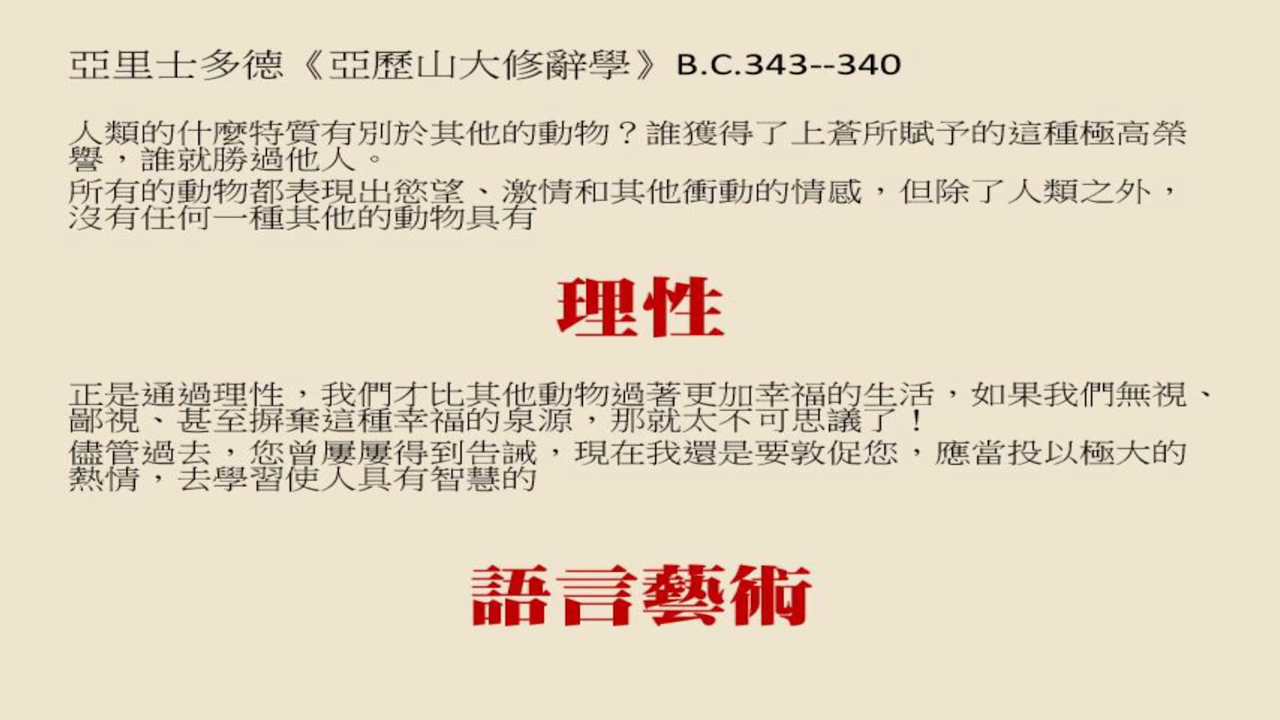 亞里士多德《亞歷山大修辭學》B.C.343--340
人類的什麼特質有別於其他的動物？誰獲得了上蒼所賦予的這種極高榮
譽，誰就勝過他人。
所有的動物都表現出慾望、激情和其他衝動的情感，但除了人類之外，
沒有任何一種其他的動物具有
理性
正是通過理性，我們才比其他動物過著更加幸福的生活，如果我們無視、
鄙視、甚至摒棄這種幸福的泉源，那就太不可思議了！
儘管過去，您曾屢屢得到告誡，現在我還是要敦促您，應當投以極大的
熱情，去學習使人具有智慧的
語言藝術